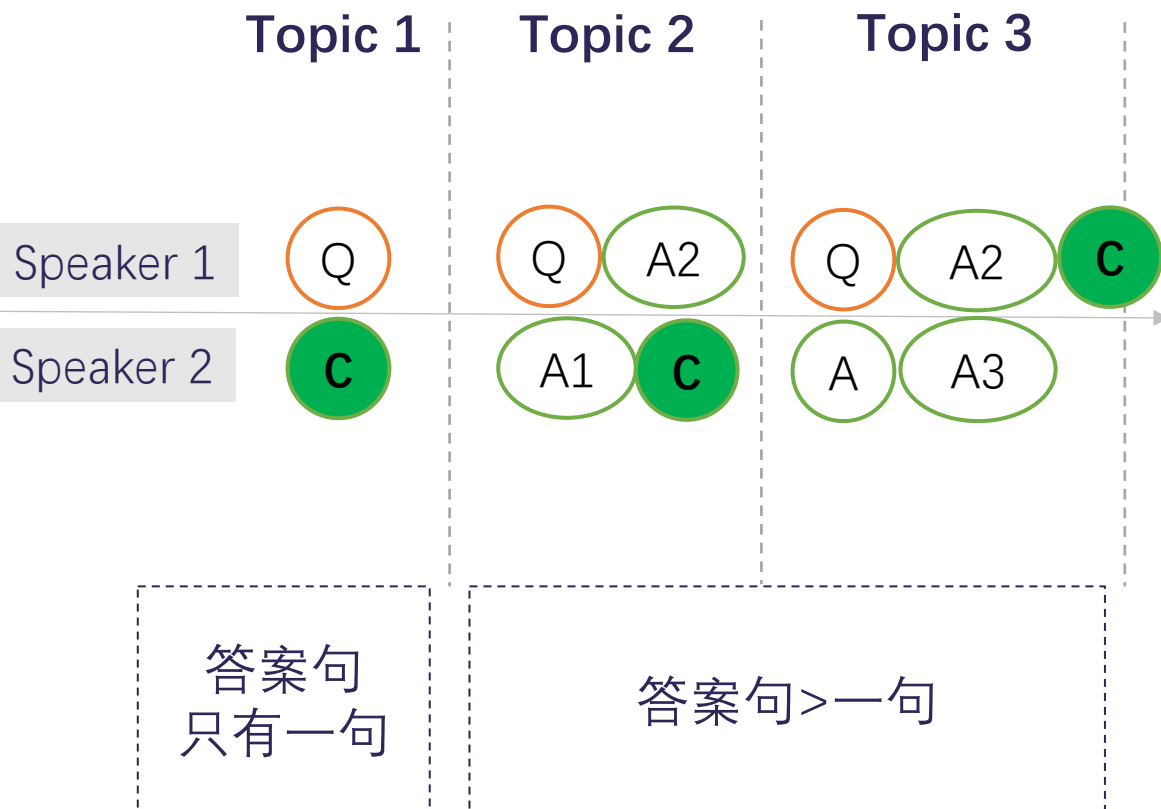 Topic 1 Topic 2 Topic 3
Speaker 1 Q Q A2 Q A2 C
Speaker 2 C A1 C A A3
答案句
只有一句
答案句>一句